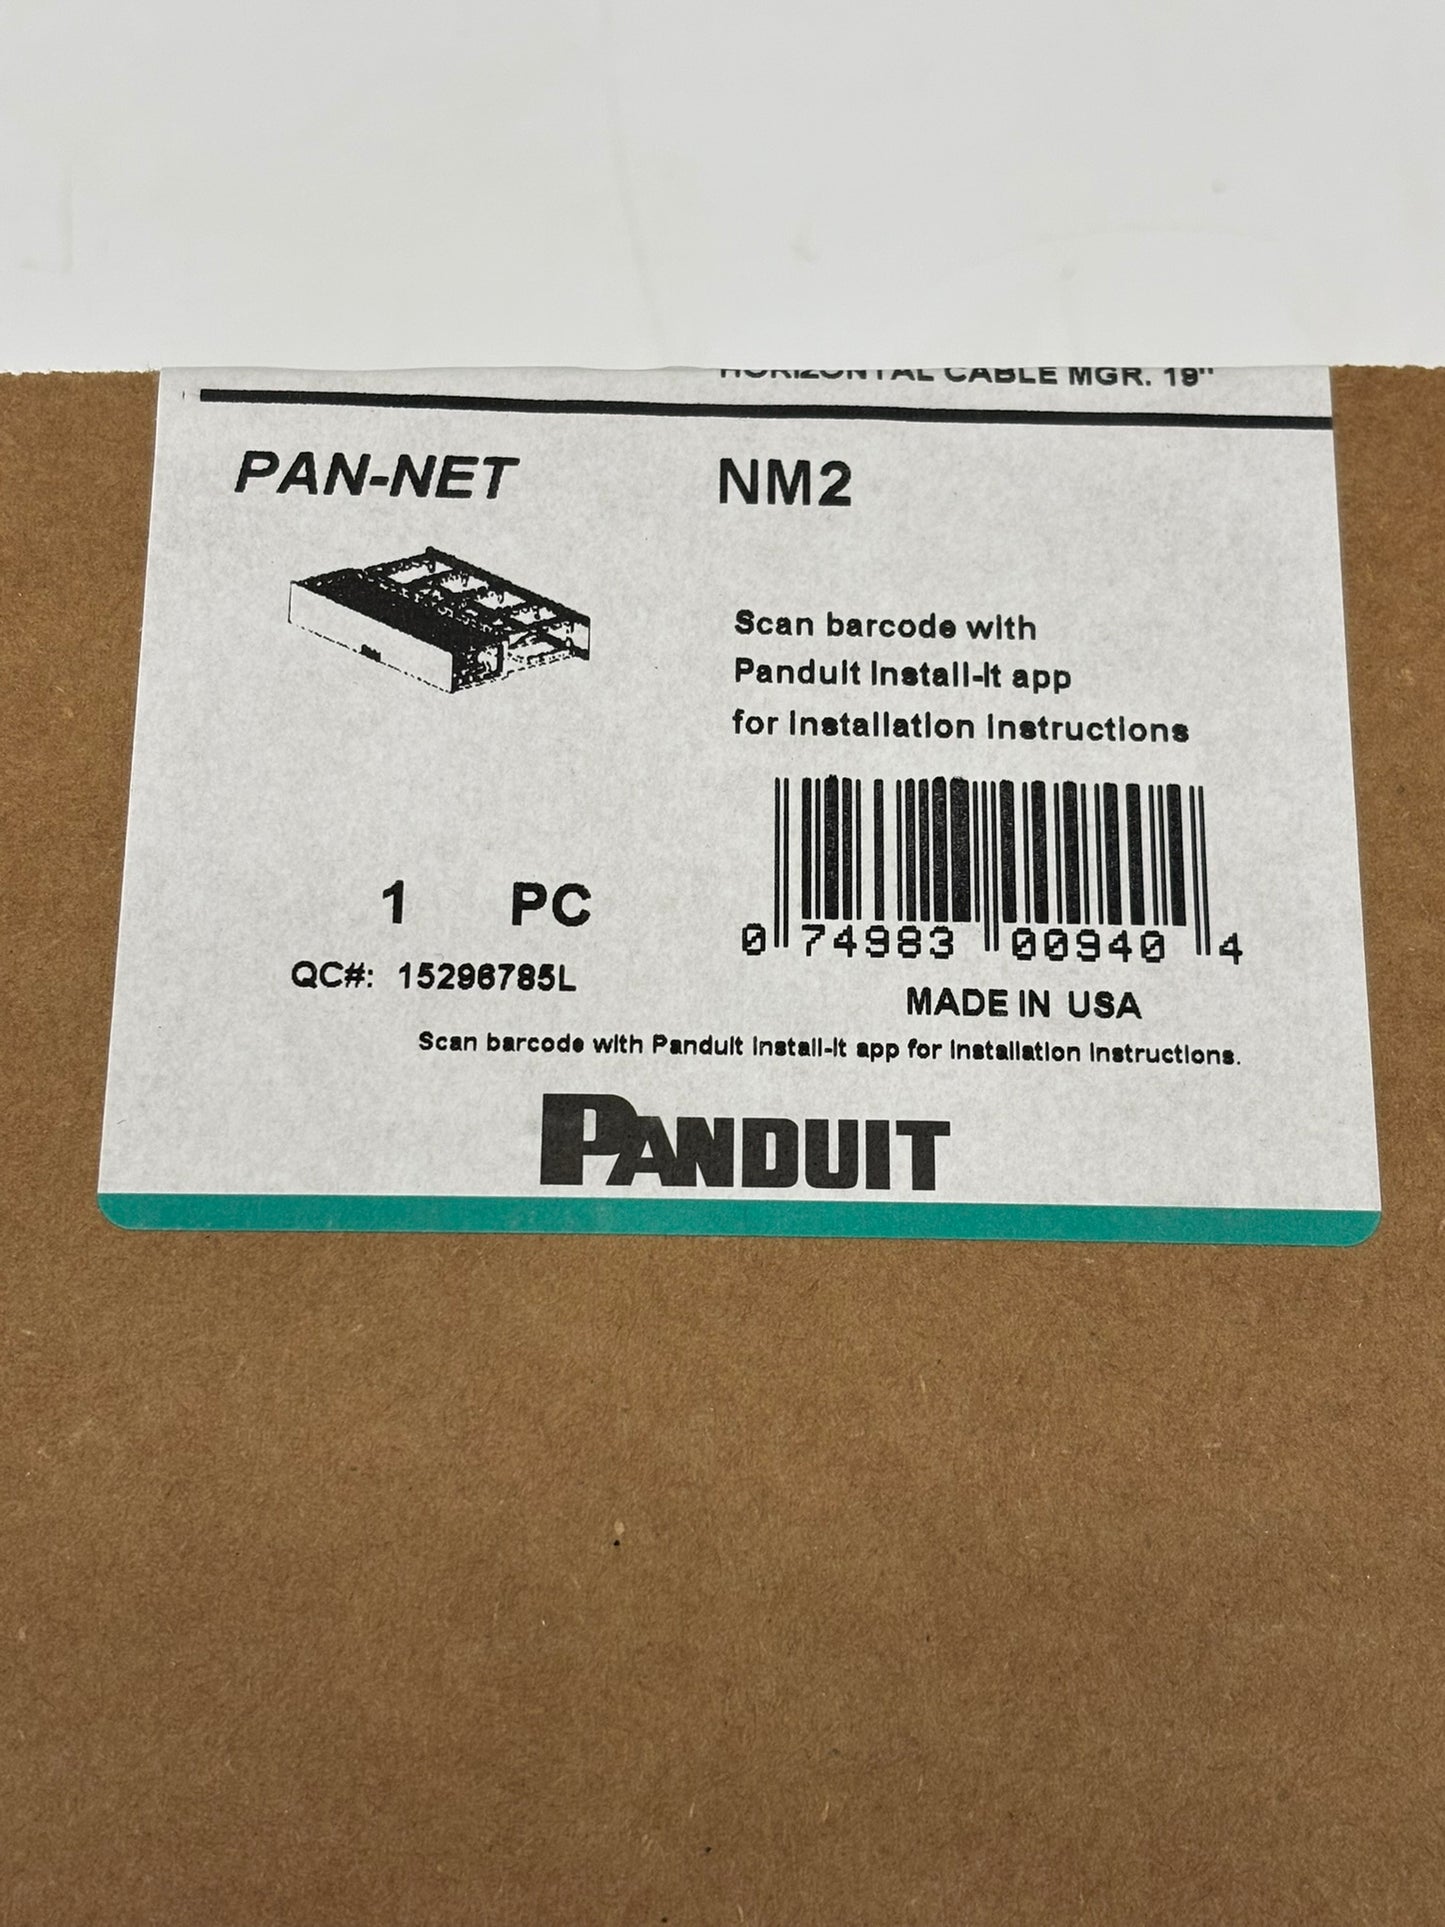 HORIZONTAL CABLE MGR. 19"
PAN-NET
NM2
Scan barcode with
Panduit Install-It app
for installation instructions
1 PC
0 74983 00940 4
QC#: 15296785L
MADE IN USA
Scan barcode with Panduit Install-It app for installation instructions.
PANDUIT